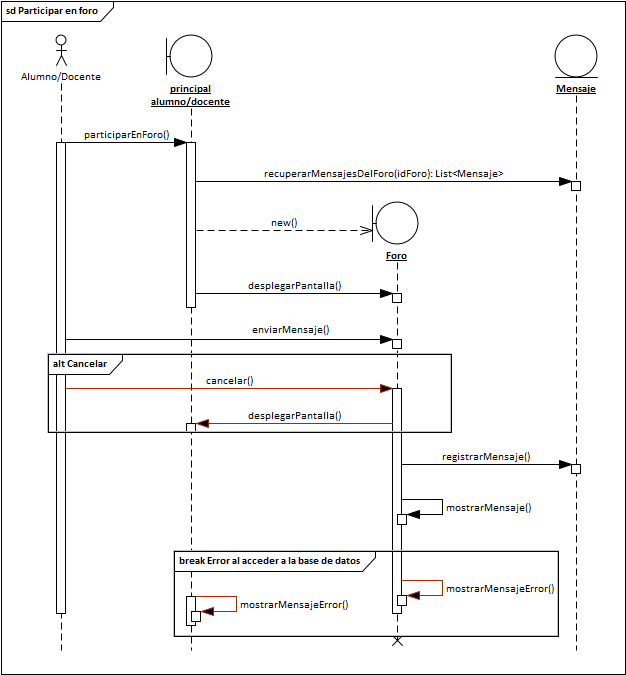 sd Participar en foro
Alumno/Docente
principal
alumno/docente
Mensaje
participarEnForo()
recuperarMensajesDelForo(idForo): List<Mensaje>
new()
Foro
desplegarPantalla()
enviarMensaje()
alt Cancelar
cancelar()
desplegarPantalla()
registrarMensaje()
mostrarMensaje()
break Error al acceder a la base de datos
mostrarMensajeError()
mostrarMensajeError()